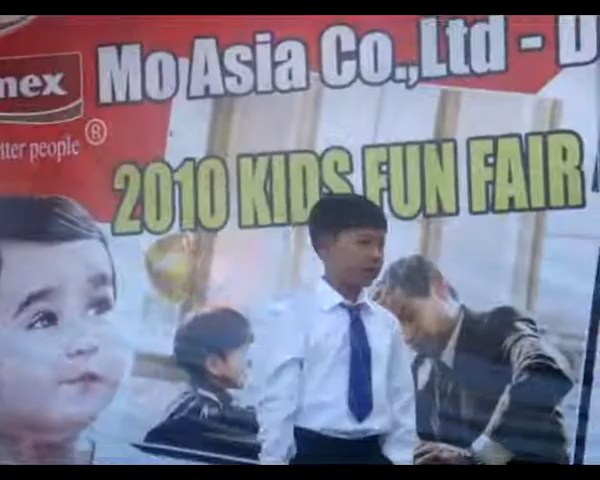 Mo Asia Co.,Ltd - D
nex
tter people®
2010 KIDS FUN FAIR